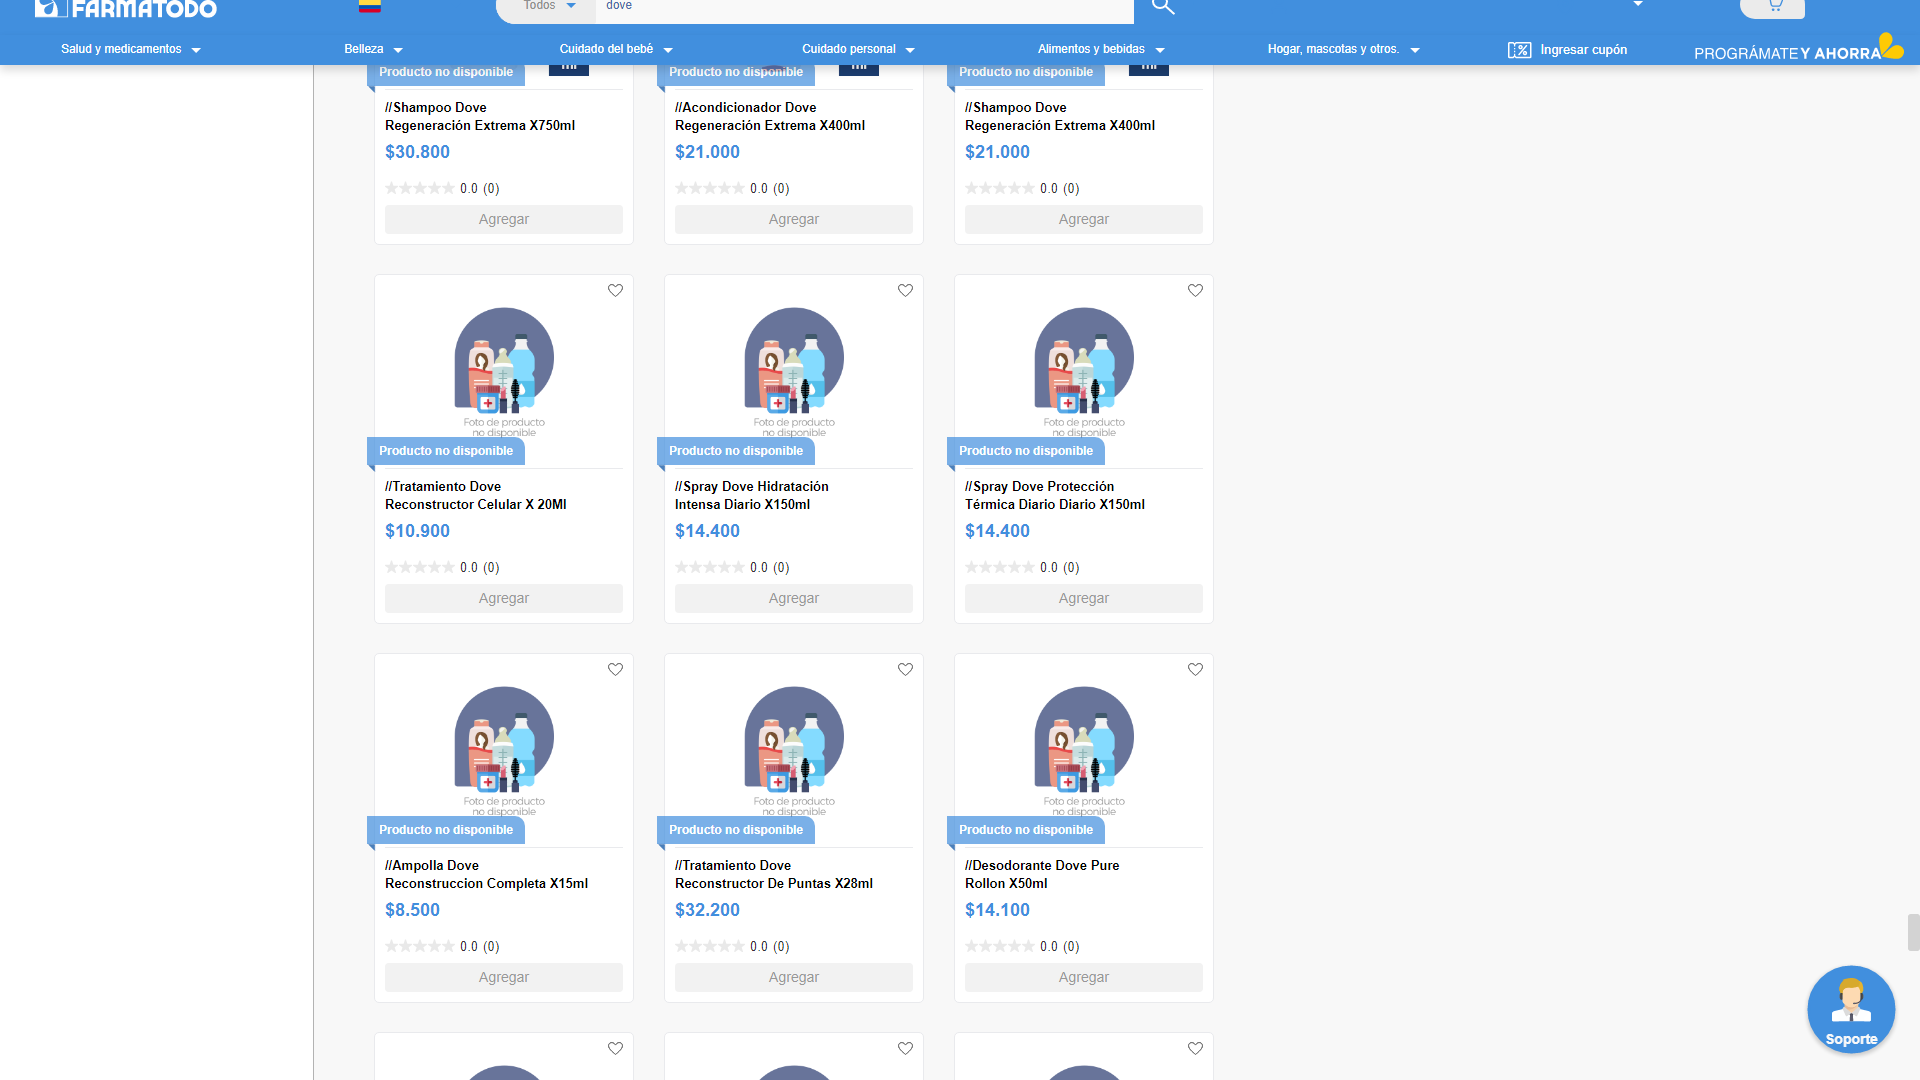 FARMATODO
Todos
dove
Salud y medicamentos
Belleza
Cuidado del bebé
Cuidado personal
Alimentos y bebidas
Hogar, mascotas y otros.
Ingresar cupón
PROGRÁMATE Y AHORRA
Producto no disponible
Producto no disponible
Producto no disponible
//Shampoo Dove
Regeneración Extrema X750ml
$30.800
0.0 (0)
Agregar
//Acondicionador Dove
Regeneración Extrema X400ml
$21.000
0.0 (0)
Agregar
//Shampoo Dove
Regeneración Extrema X400ml
$21.000
0.0 (0)
Agregar
Foto de producto
no disponible
Producto no disponible
//Tratamiento Dove
Reconstructor Celular X 20Ml
$10.900
0.0 (0)
Agregar
Foto de producto
no disponible
Producto no disponible
//Spray Dove Hidratación
Intensa Diario X150ml
$14.400
0.0 (0)
Agregar
Foto de producto
no disponible
Producto no disponible
//Spray Dove Protección
Térmica Diario Diario X150ml
$14.400
0.0 (0)
Agregar
Foto de producto
no disponible
Producto no disponible
//Ampolla Dove
Reconstruccion Completa X15ml
$8.500
0.0 (0)
Agregar
Foto de producto
no disponible
Producto no disponible
//Tratamiento Dove
Reconstructor De Puntas X28ml
$32.200
0.0 (0)
Agregar
Foto de producto
no disponible
Producto no disponible
//Desodorante Dove Pure
Rollon X50ml
$14.100
0.0 (0)
Agregar
Soporte